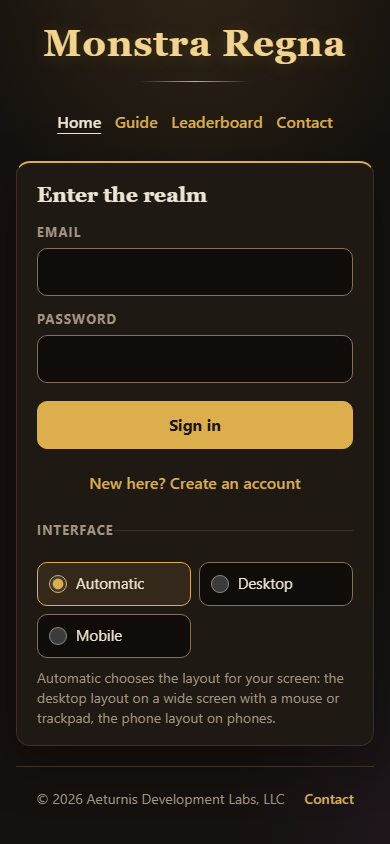 Monstra Regna
Home Guide Leaderboard Contact
Enter the realm
EMAIL
PASSWORD
Sign in
New here? Create an account
INTERFACE
Automatic
Desktop
Mobile
Automatic chooses the layout for your screen: the
desktop layout on a wide screen with a mouse or
trackpad, the phone layout on phones.
© 2026 Aeturnis Development Labs, LLC Contact